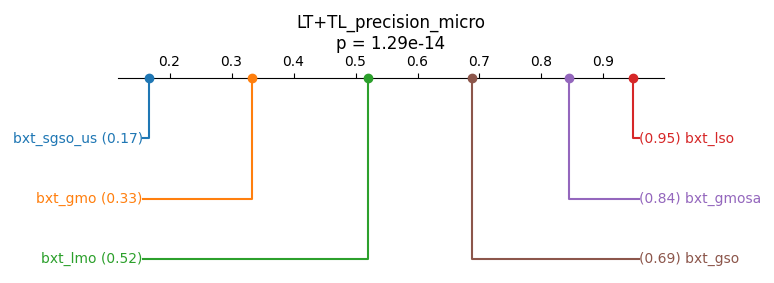 LT+TL_precision_micro
p = 1.29e-14
0.2 0.3 0.4 0.5 0.6 0.7 0.8 0.9
bxt_sgso_us (0.17) (0.95) bxt_lso
bxt_gmo (0.33) (0.84) bxt_gmosa
bxt_lmo (0.52) (0.69) bxt_gso